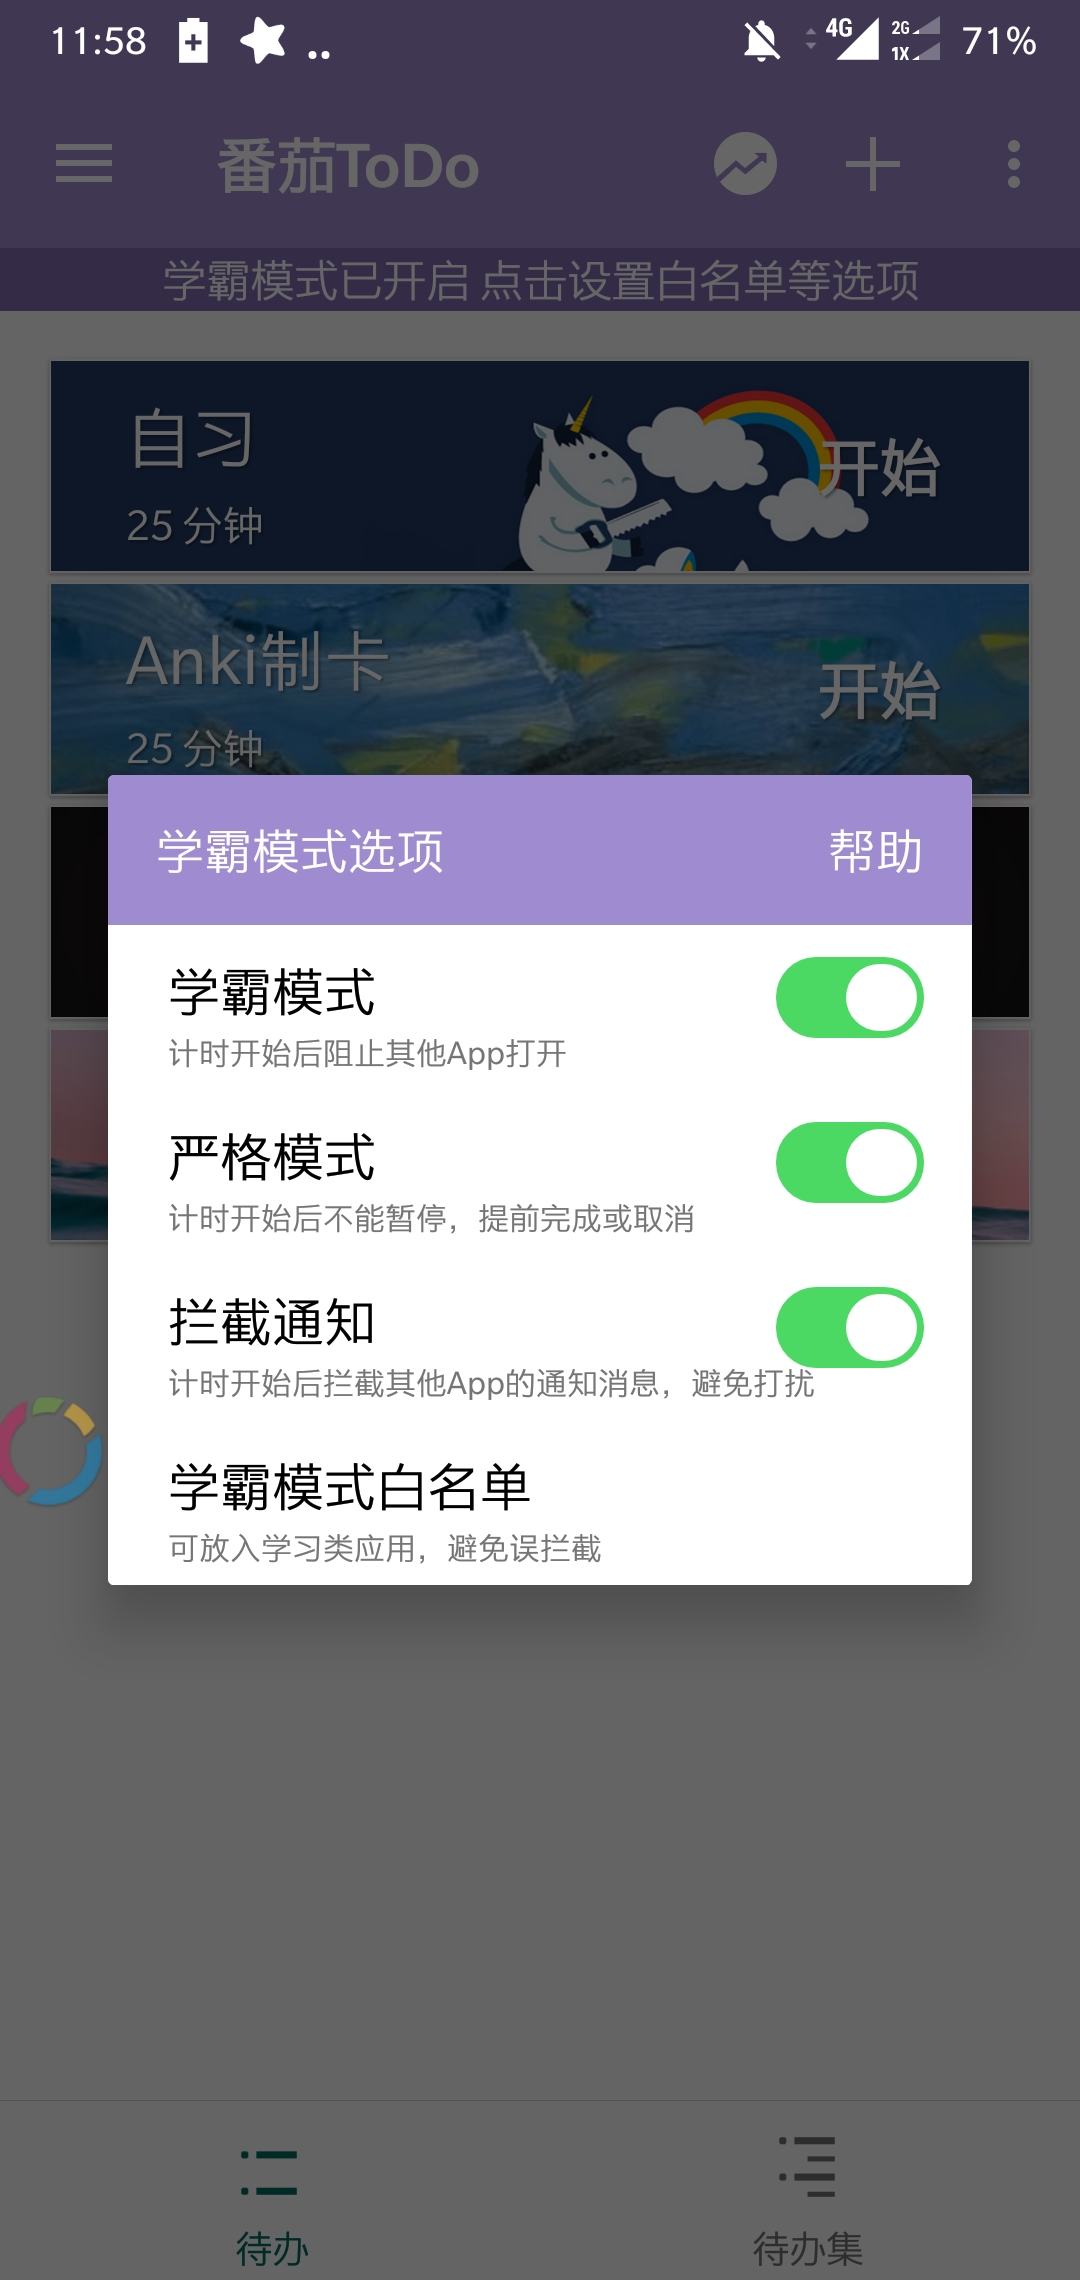 11:58
4G
2G
1X
71%
番茄ToDo
学霸模式已开启 点击设置白名单等选项
自习
25 分钟
开始
Anki制卡
25 分钟
开始
学霸模式选项
帮助
学霸模式
计时开始后阻止其他App打开
严格模式
计时开始后不能暂停，提前完成或取消
拦截通知
计时开始后拦截其他App的通知消息，避免打扰
学霸模式白名单
可放入学习类应用，避免误拦截
待办
待办集